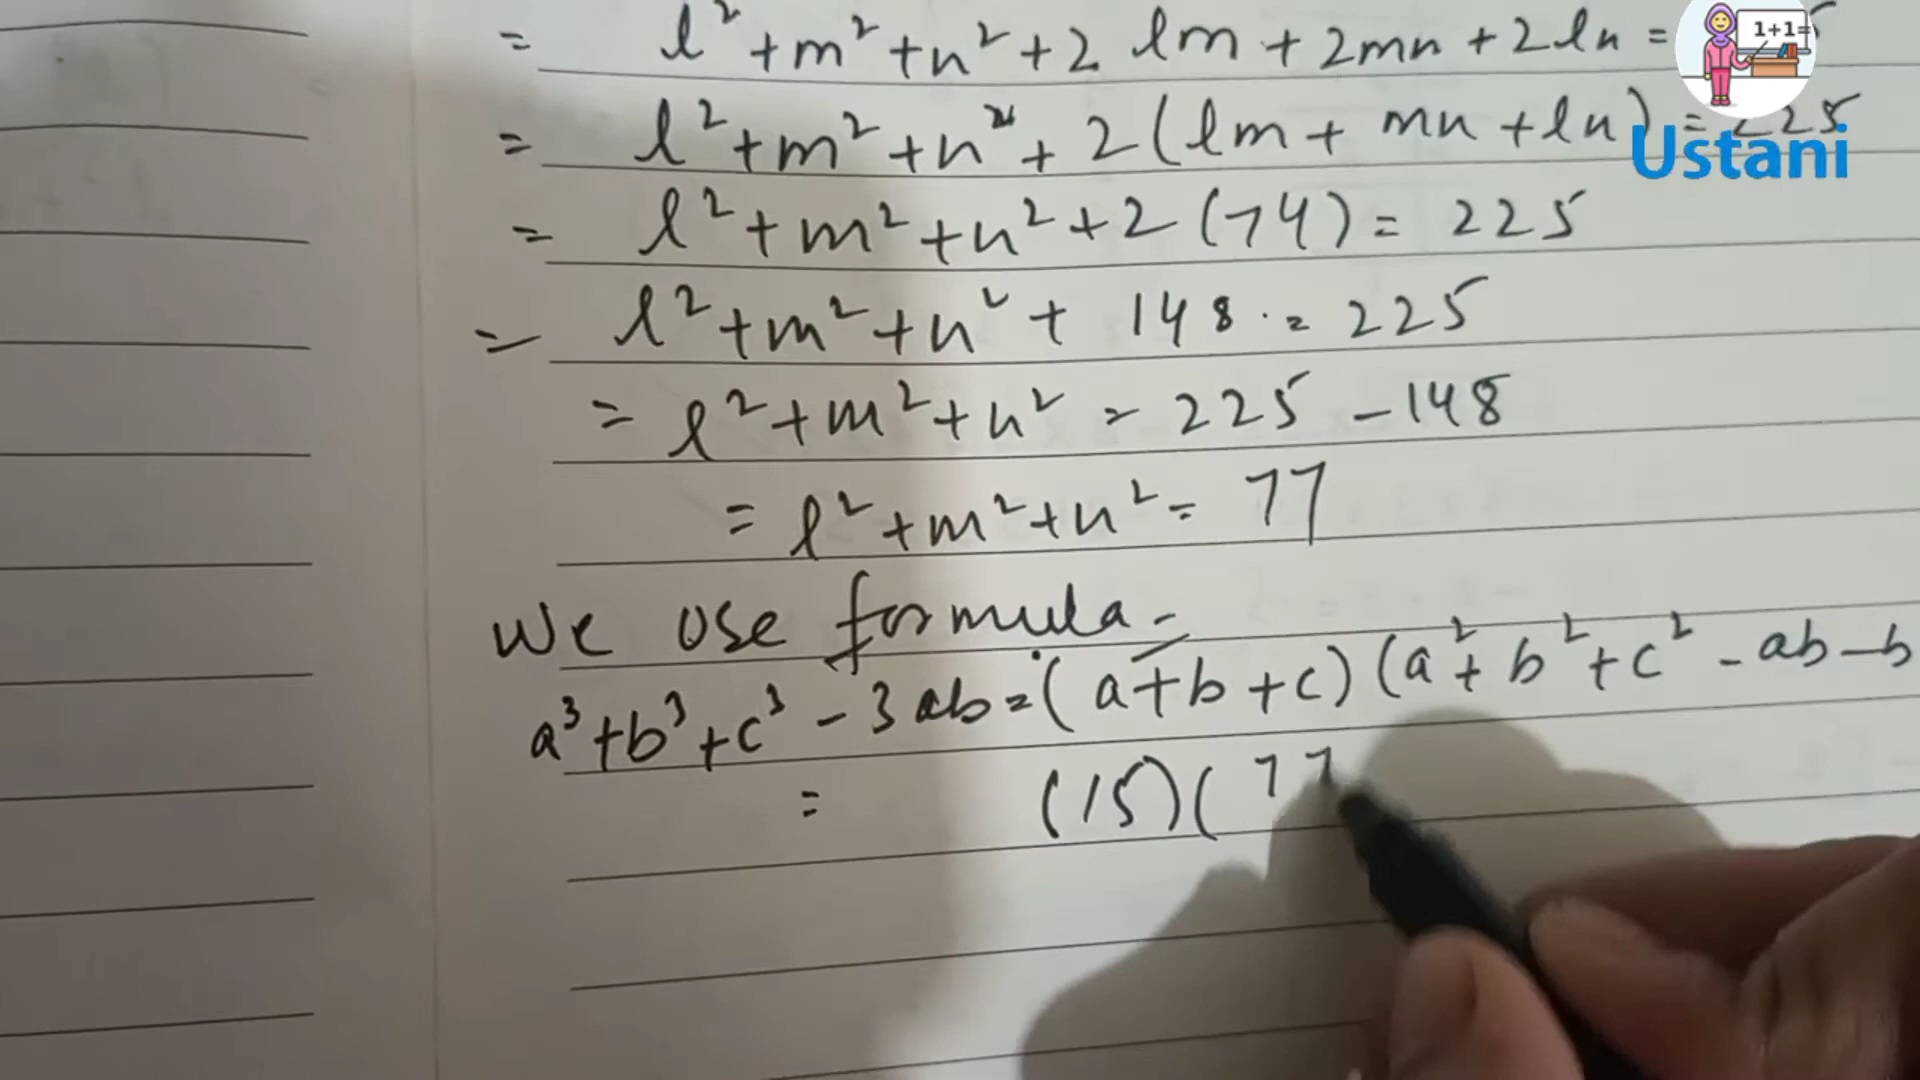 = l² + m² + n² + 2 lm + 2mn + 2ln =
1+1=
= l² + m² + n² + 2 (lm + mn + ln) = 225
Ustani
= l² + m² + n² + 2 (74) = 225
= l² + m² + n² + 148 = 225
= l² + m² + n² = 225 - 148
= l² + m² + n² = 77
We use formula -
a³ + b³ + c³ - 3ab = (a + b + c) (a² + b² + c² - ab - b
= (15) ( 77